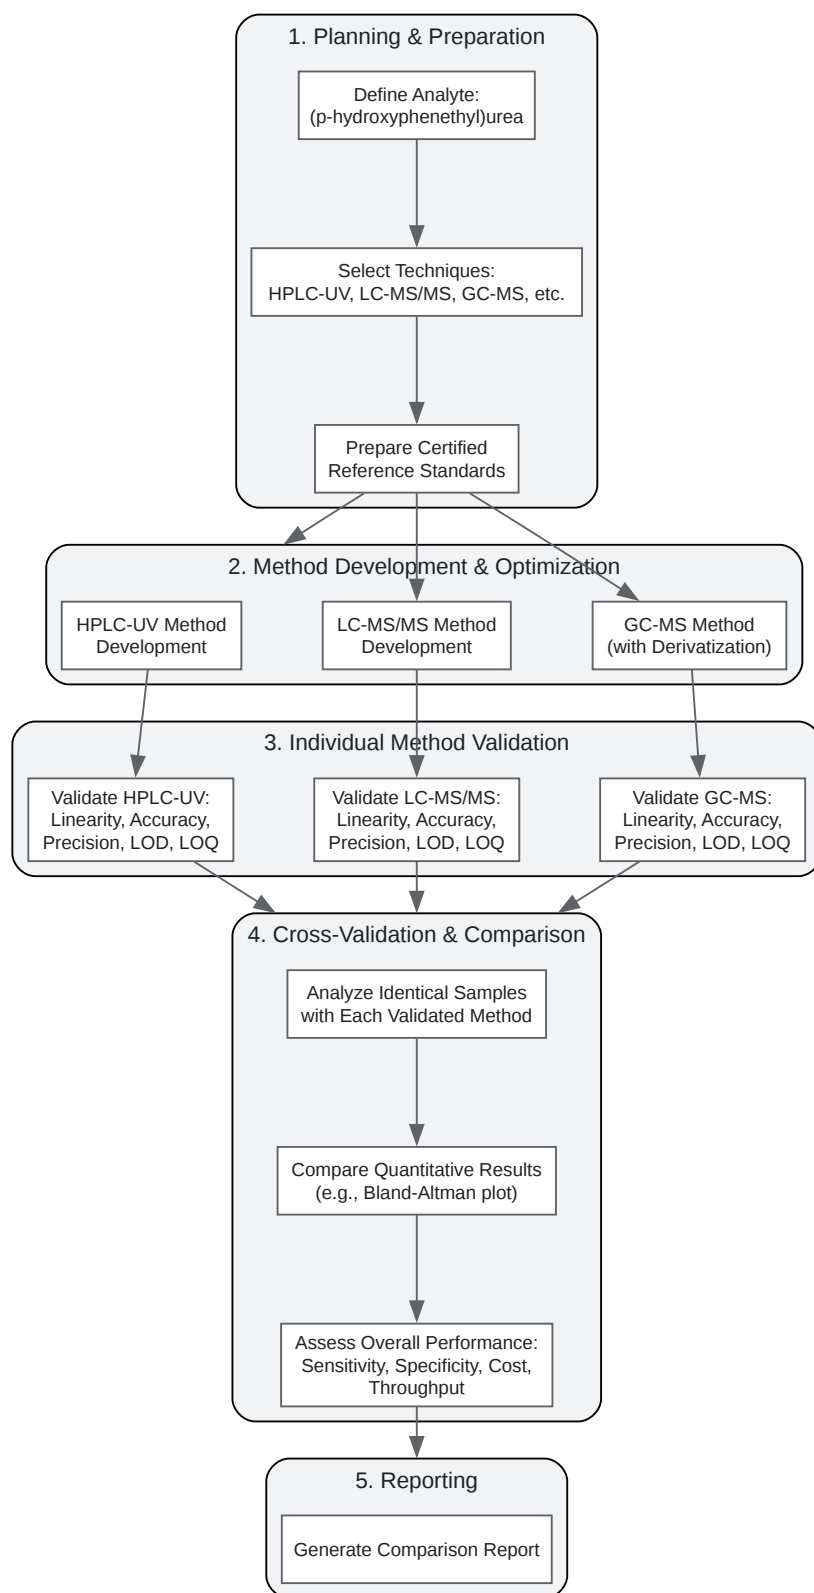 1. Planning & Preparation
Define Analyte:
(p-hydroxyphenethyl)urea
Select Techniques:
HPLC-UV, LC-MS/MS, GC-MS, etc.
Prepare Certified
Reference Standards
2. Method Development & Optimization
HPLC-UV Method
Development
LC-MS/MS Method
Development
GC-MS Method
(with Derivatization)
3. Individual Method Validation
Validate HPLC-UV:
Linearity, Accuracy,
Precision, LOD, LOQ
Validate LC-MS/MS:
Linearity, Accuracy,
Precision, LOD, LOQ
Validate GC-MS:
Linearity, Accuracy,
Precision, LOD, LOQ
4. Cross-Validation & Comparison
Analyze Identical Samples
with Each Validated Method
Compare Quantitative Results
(e.g., Bland-Altman plot)
Assess Overall Performance:
Sensitivity, Specificity, Cost,
Throughput
5. Reporting
Generate Comparison Report